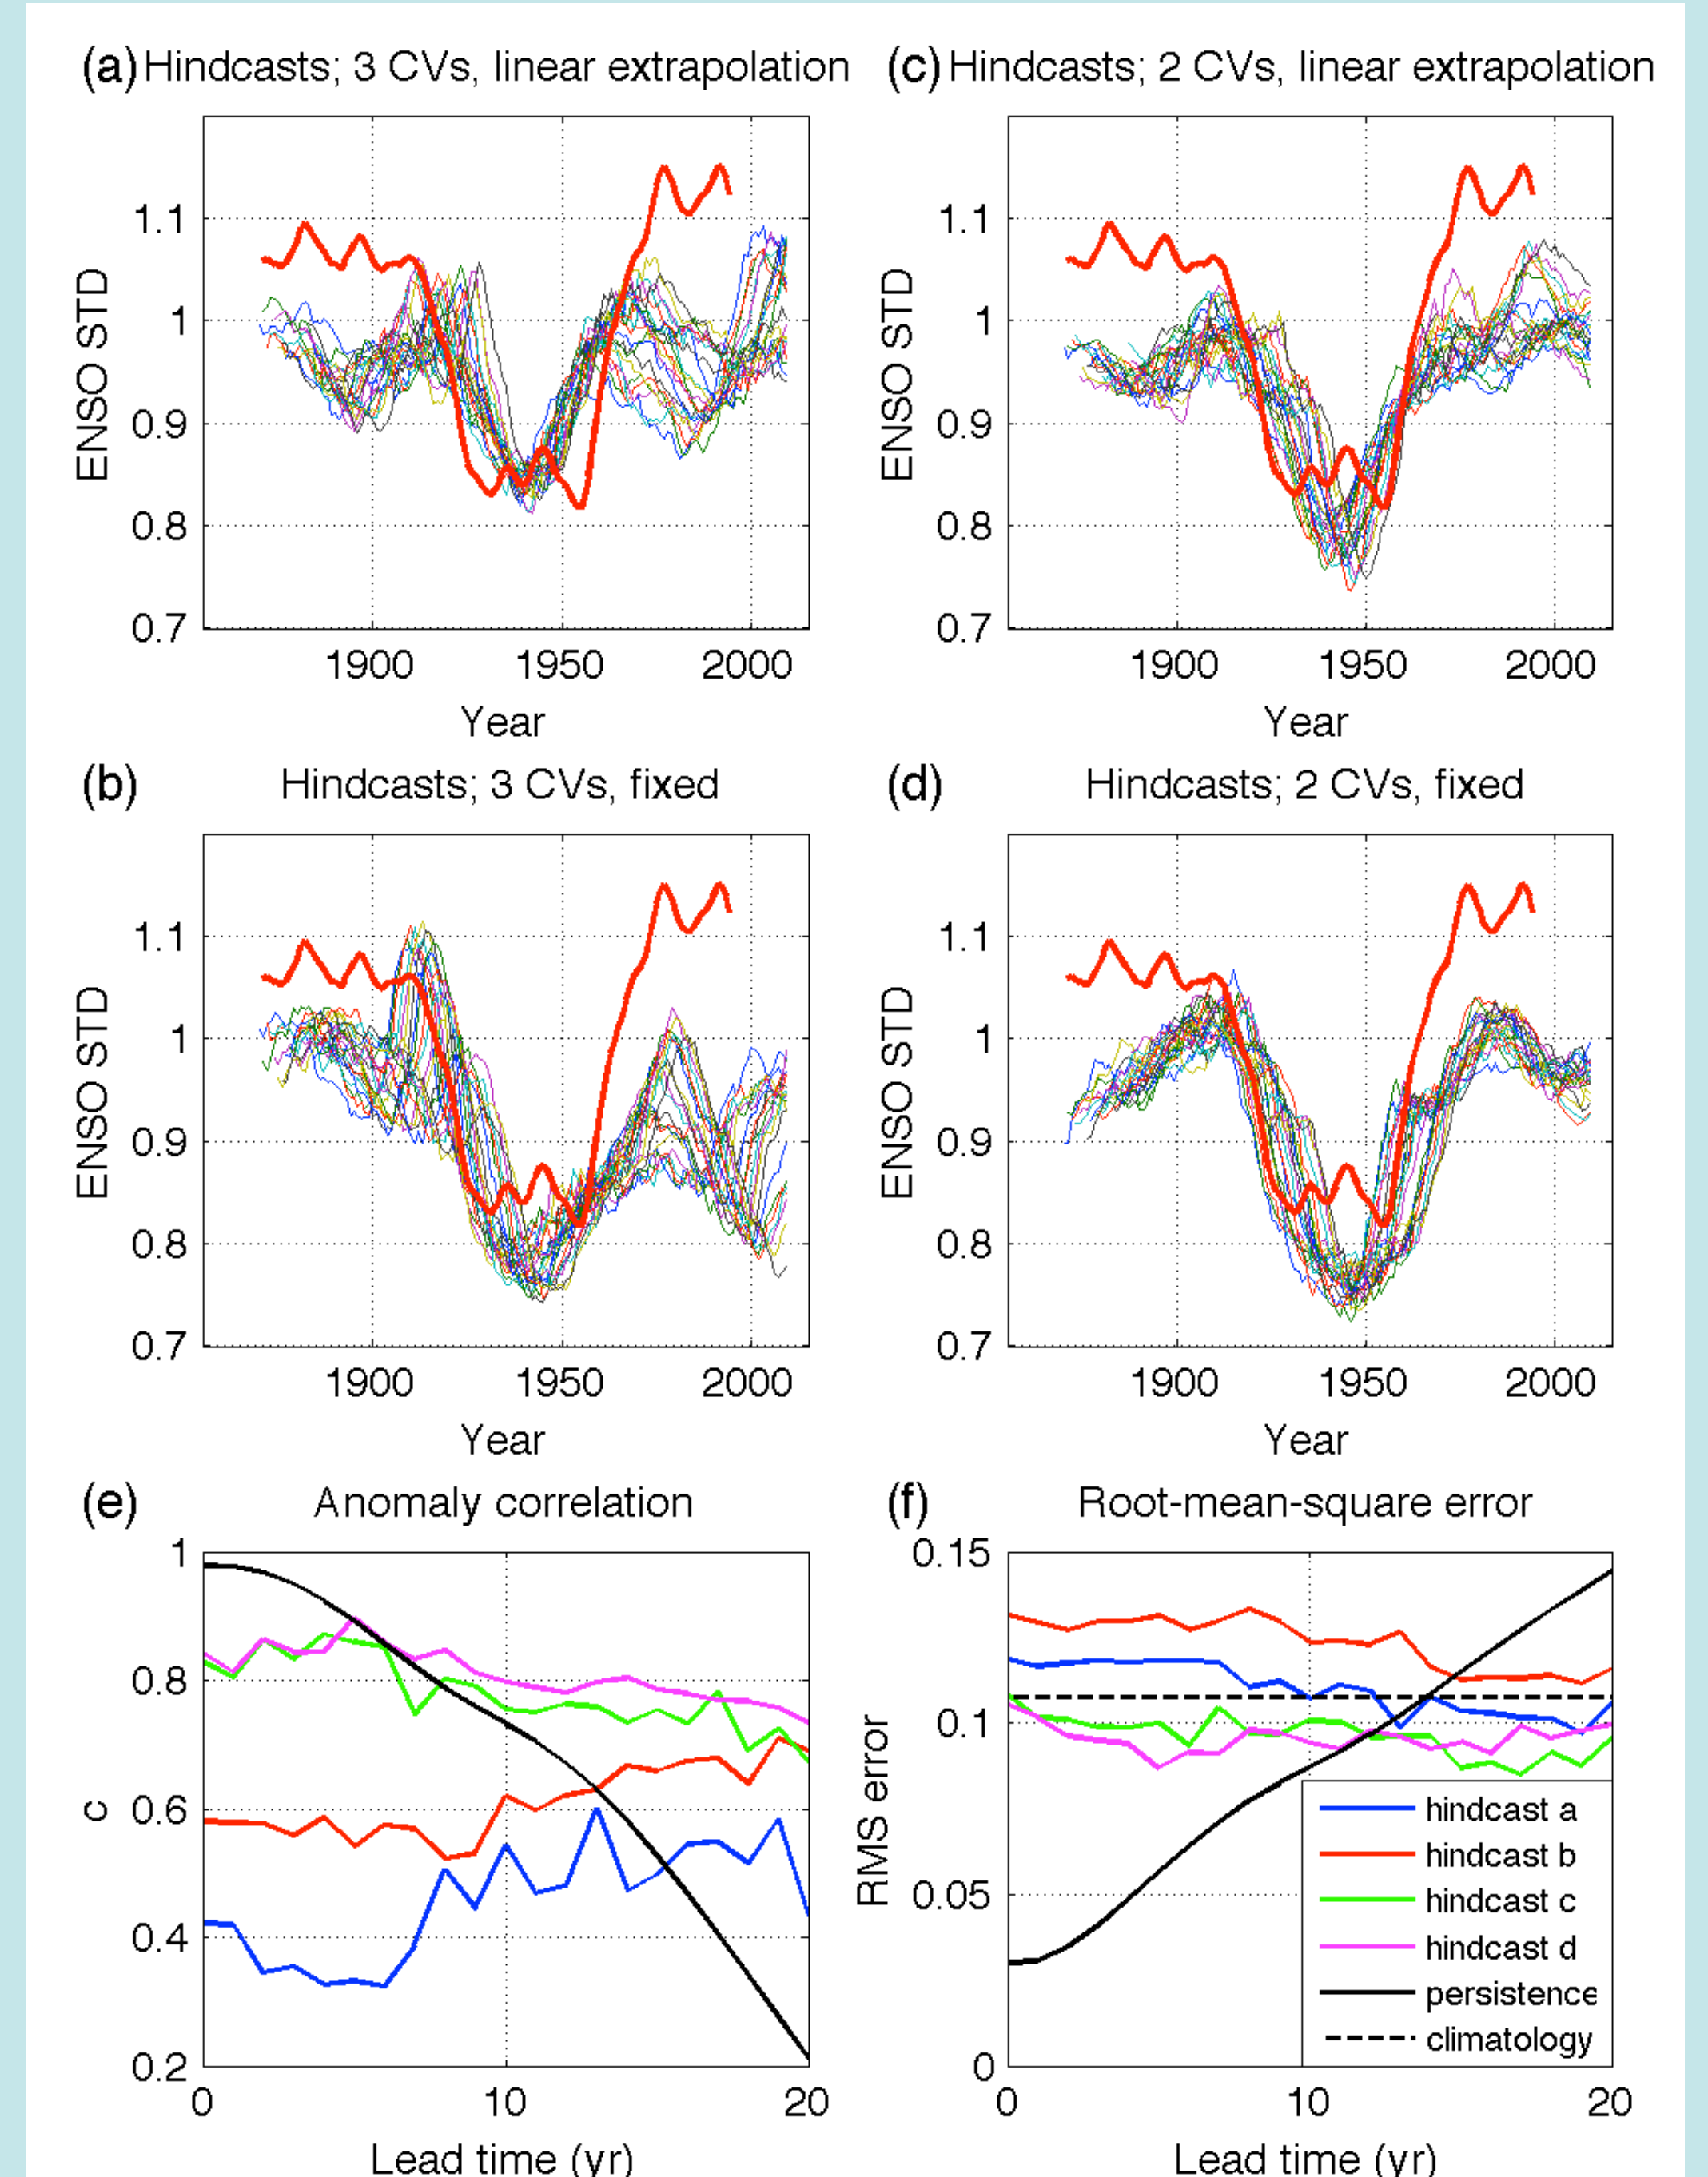 (a) Hindcasts; 3 CVs, linear extrapolation
1.1
1
0.9
0.8
0.7
ENSO STD
1900 1950 2000
Year
(c) Hindcasts; 2 CVs, linear extrapolation
1.1
1
0.9
0.8
0.7
ENSO STD
1900 1950 2000
Year
(b) Hindcasts; 3 CVs, fixed
1.1
1
0.9
0.8
0.7
ENSO STD
1900 1950 2000
Year
(d) Hindcasts; 2 CVs, fixed
1.1
1
0.9
0.8
0.7
ENSO STD
1900 1950 2000
Year
(e) Anomaly correlation
1
0.8
0.6
0.4
0.2
c
0 10 20
Lead time (yr)
(f) Root-mean-square error
0.15
0.1
0.05
0
RMS error
hindcast a
hindcast b
hindcast c
hindcast d
persistence
climatology
0 10 20
Lead time (yr)